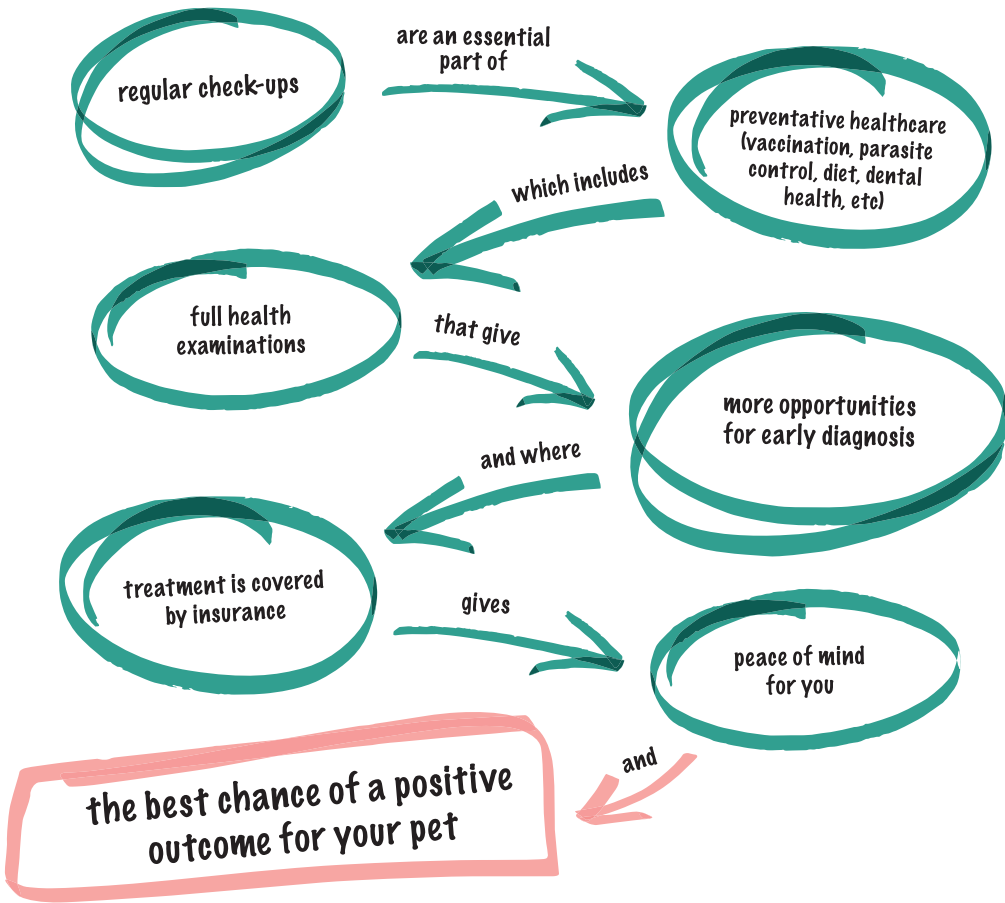 regular check-ups
are an essential
part of
preventative healthcare
(vaccination, parasite
control, diet, dental
health, etc)
which includes
full health
examinations
that give
more opportunities
for early diagnosis
and where
treatment is covered
by insurance
gives
peace of mind
for you
and
the best chance of a positive
outcome for your pet